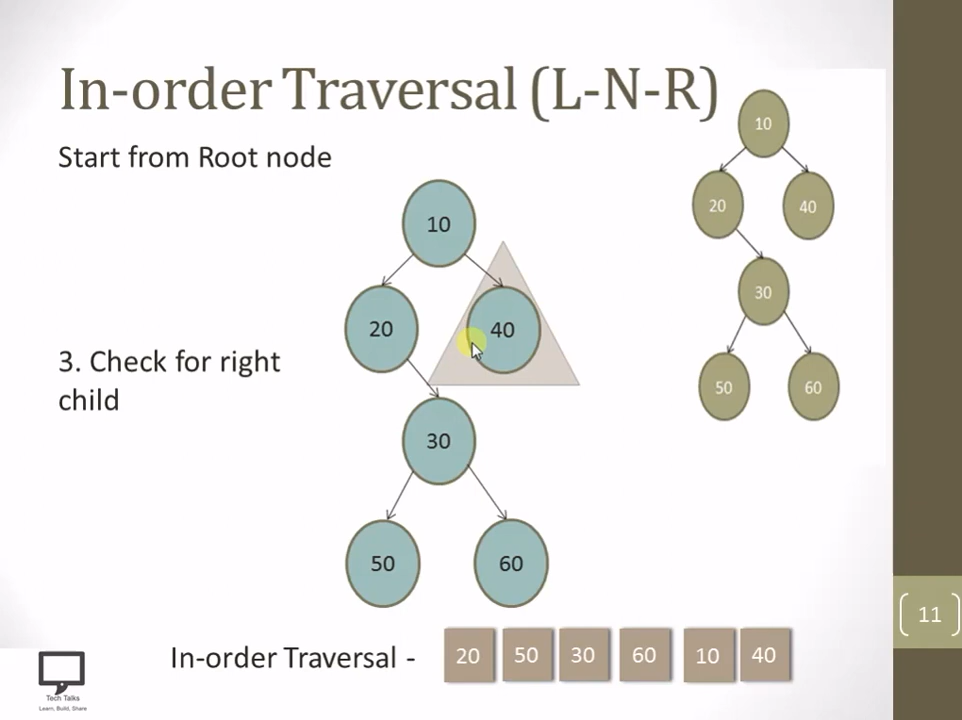 In-order Traversal (L-N-R)
Start from Root node
10
20 40
30
50 60
10
20 40
30
50 60
3. Check for right
child
In-order Traversal - 20 50 30 60 10 40
11
Tech Talks
Learn, Build, Share